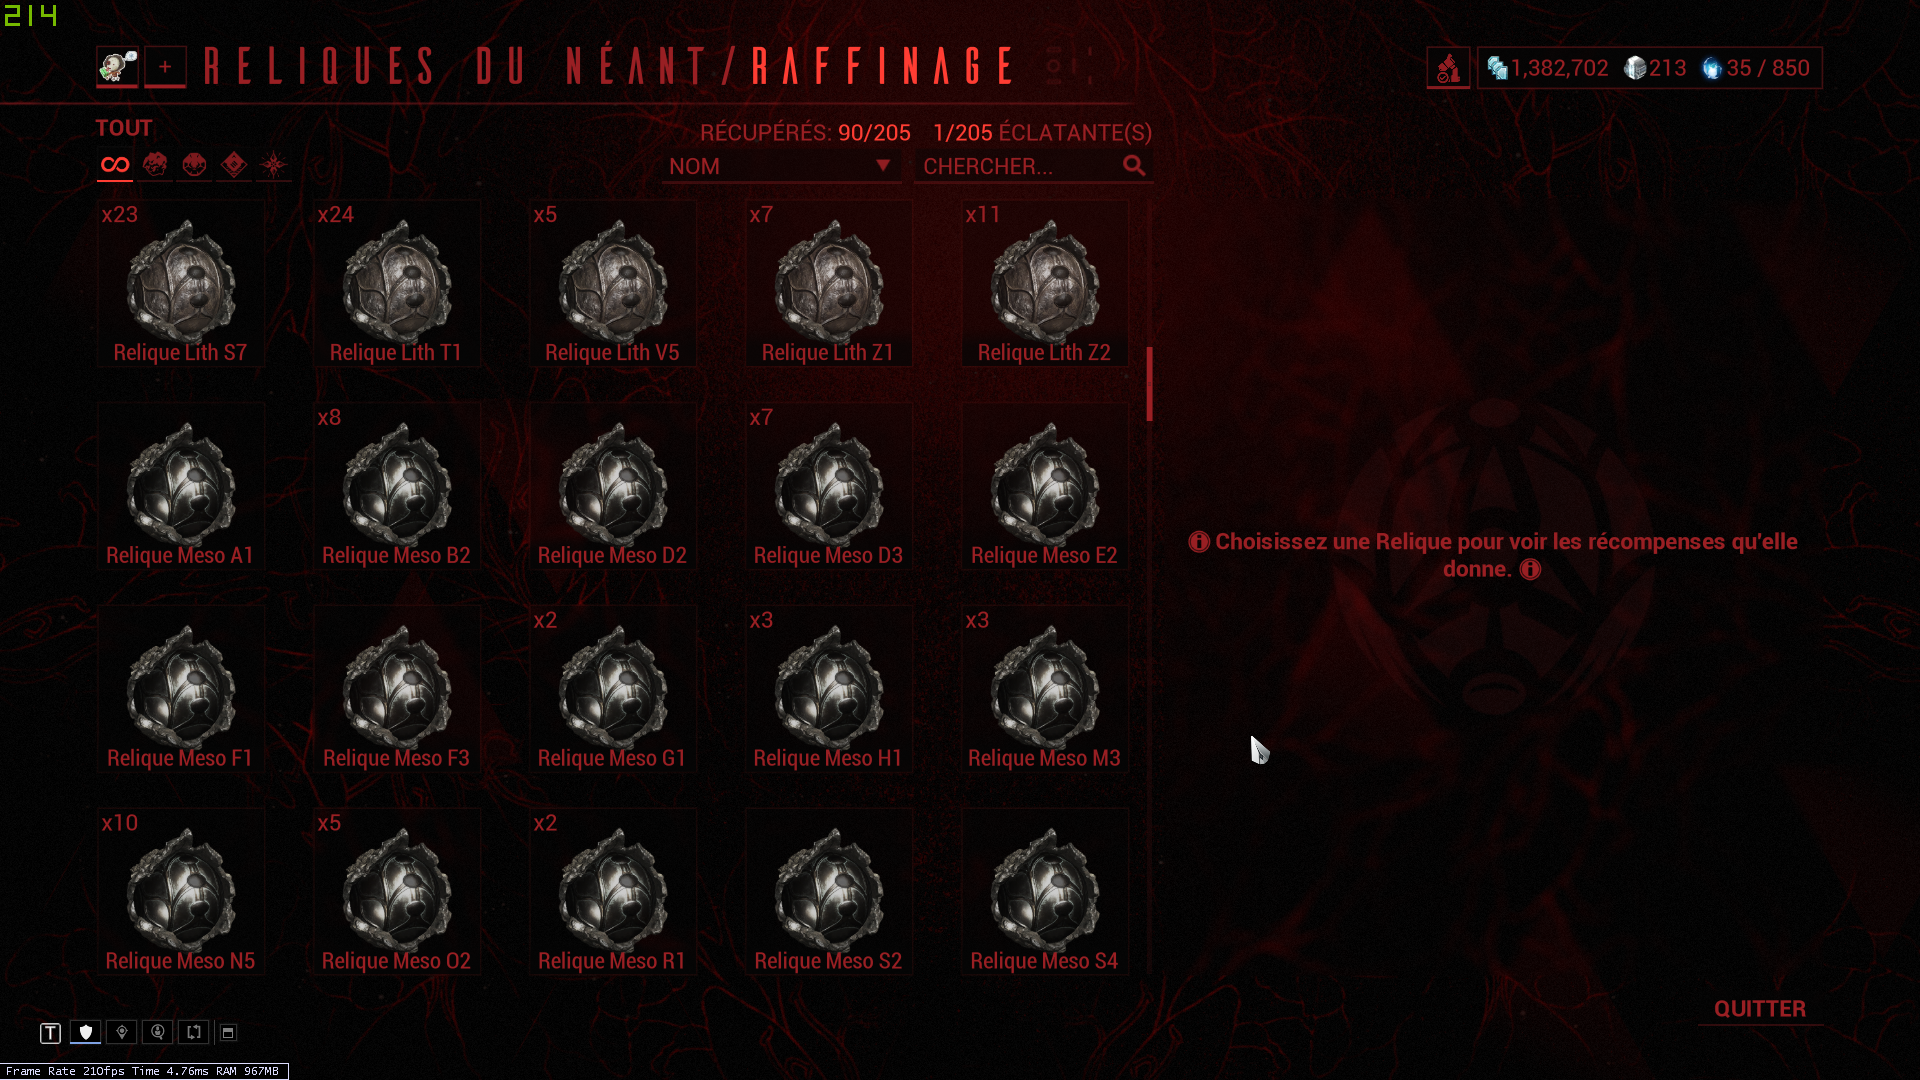 214
+
RELIQUES DU NÉANT/RAFFINAGE
1,382,702 213 35 / 850
TOUT
RÉCUPÉRÉS: 90/205 1/205 ÉCLATANTE(S)
NOM
CHERCHER...
x23 x24 x5 x7 x11
Relique Lith S7 Relique Lith T1 Relique Lith V5 Relique Lith Z1 Relique Lith Z2
x8 x7
Relique Meso A1 Relique Meso B2 Relique Meso D2 Relique Meso D3 Relique Meso E2
Choisissez une Relique pour voir les récompenses qu'elle
donne.
x2 x3 x3
Relique Meso F1 Relique Meso F3 Relique Meso G1 Relique Meso H1 Relique Meso M3
x10 x5 x2
Relique Meso N5 Relique Meso O2 Relique Meso R1 Relique Meso S2 Relique Meso S4
QUITTER
T
Frame Rate 210fps Time 4.76ms RAM 967MB